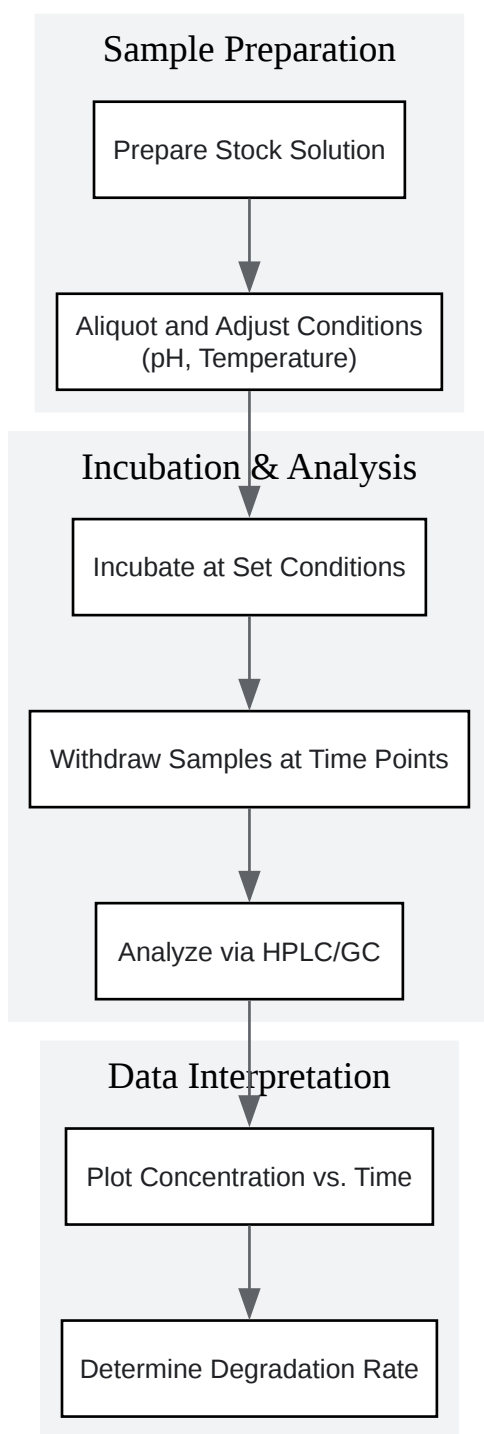 Sample Preparation
Prepare Stock Solution
Aliquot and Adjust Conditions
(pH, Temperature)
Incubation & Analysis
Incubate at Set Conditions
Withdraw Samples at Time Points
Analyze via HPLC/GC
Data Interpretation
Plot Concentration vs. Time
Determine Degradation Rate